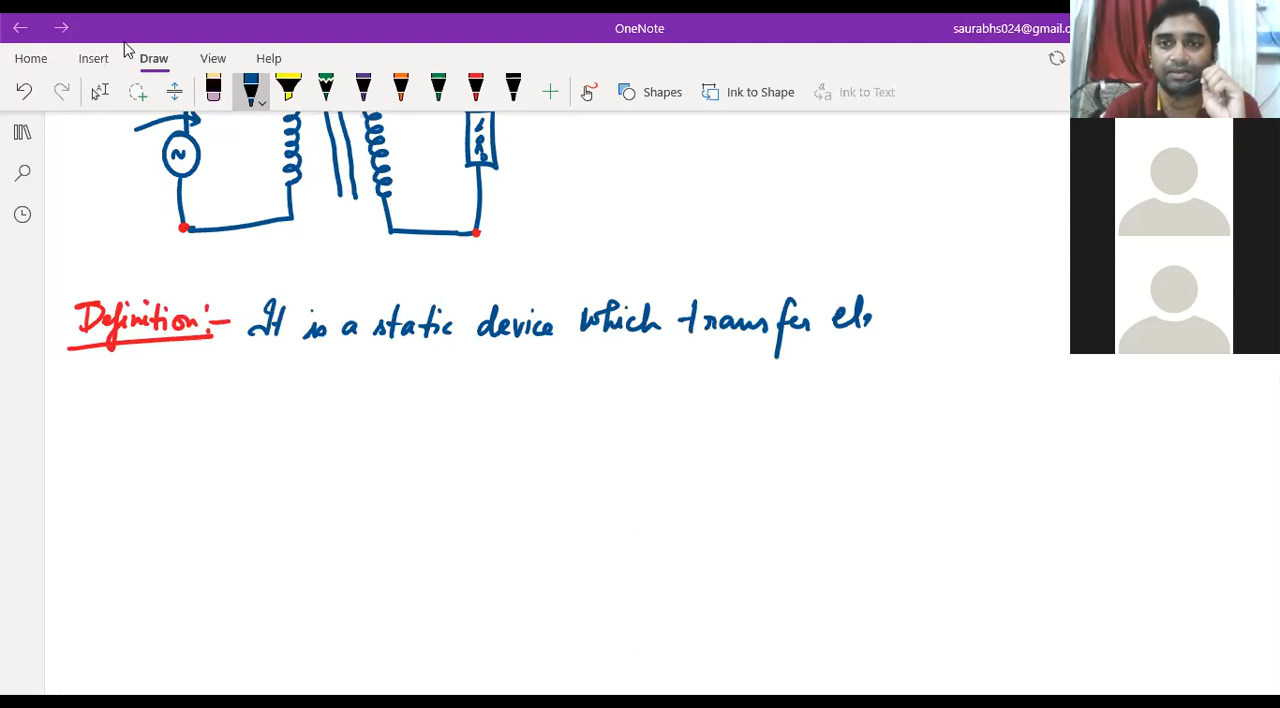 OneNote
saurabhs024@gmail.c
Home Insert Draw View Help
Shapes Ink to Shape Ink to Text
Definition:- It is a static device which transfer ele